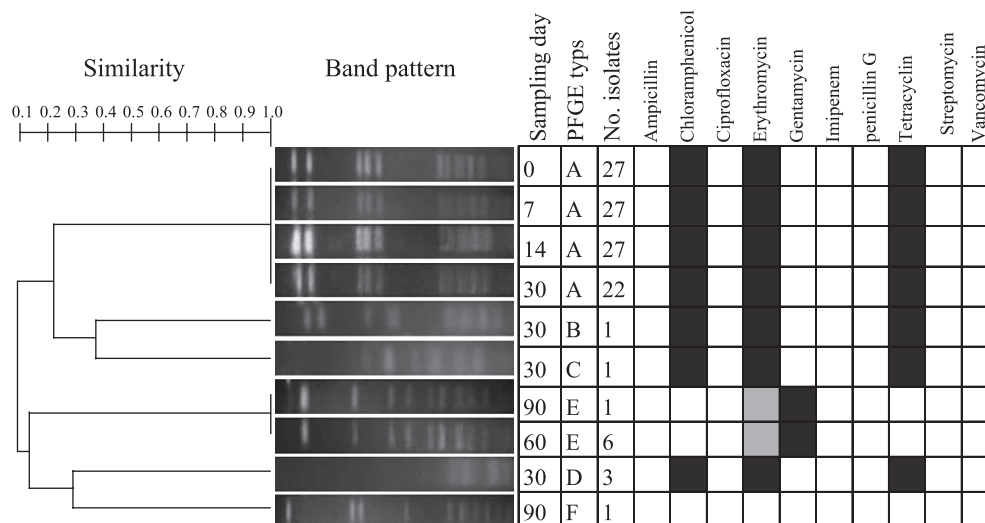 Similarity
Band pattern
Sampling day
PFGE typs
No. isolates
Ampicillin
Chloramphenicol
Ciprofloxacin
Erythromycin
Gentamycin
Imipenem
penicillin G
Tetracyclin
Streptomycin
Vancomycin
0.1 0.2 0.3 0.4 0.5 0.6 0.7 0.8 0.9 1.0
0 A 27
7 A 27
14 A 27
30 A 22
30 B 1
30 C 1
90 E 1
60 E 6
30 D 3
90 F 1